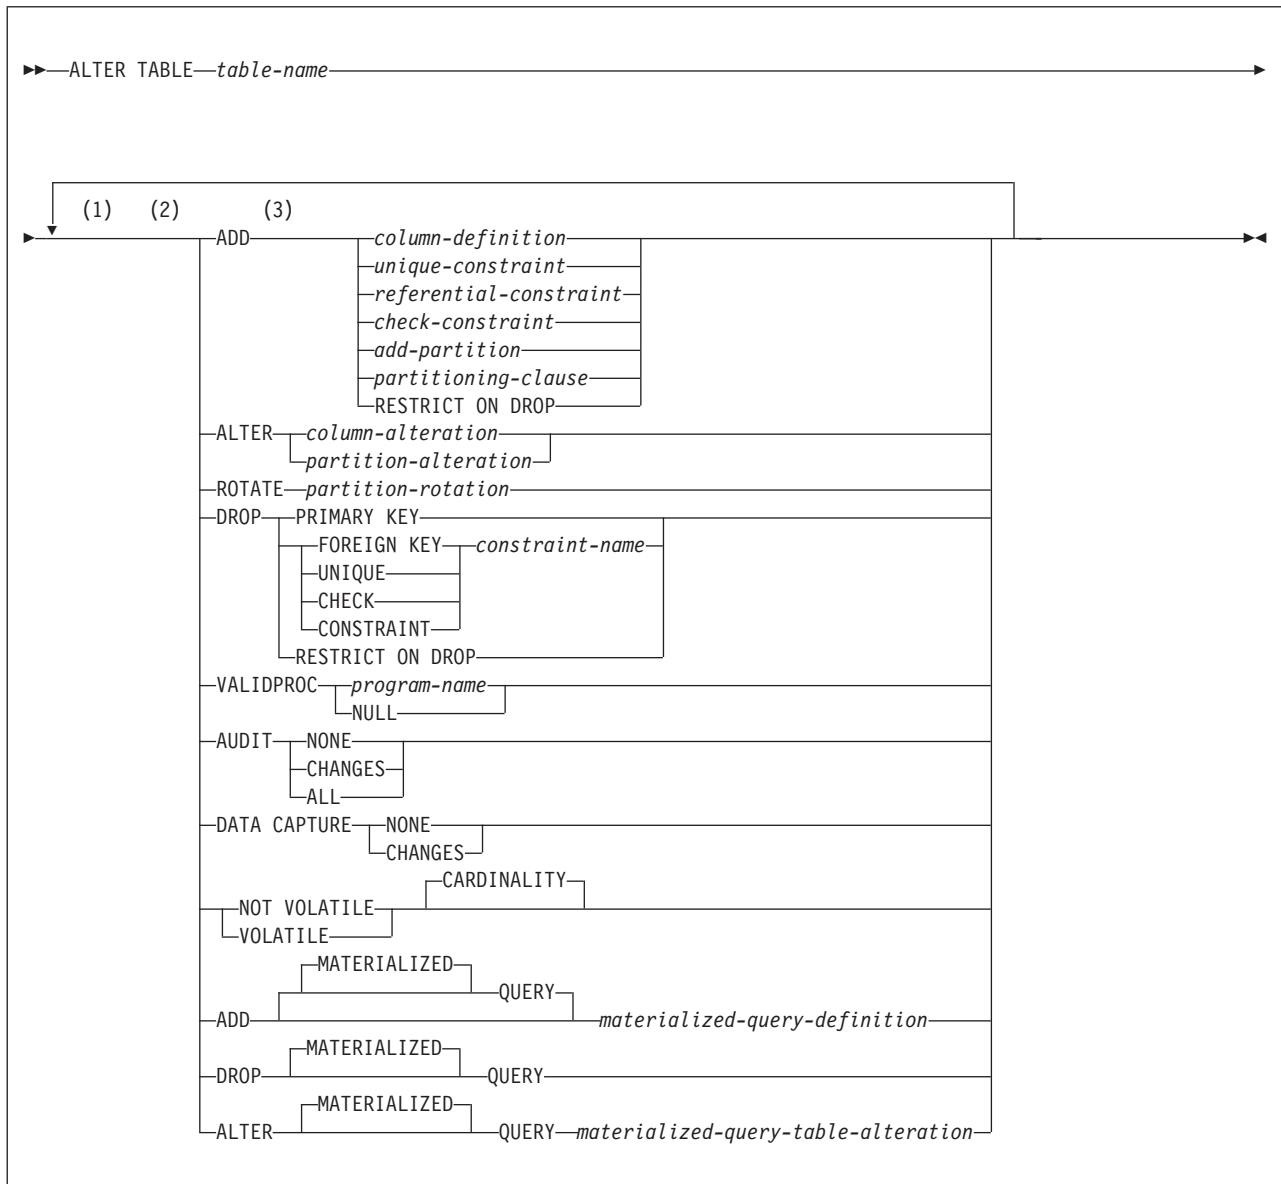 ALTER TABLE table-name
(1) (2) (3)
ADD column-definition
unique-constraint
referential-constraint
check-constraint
add-partition
partitioning-clause
RESTRICT ON DROP
ALTER column-alteration
partition-alteration
ROTATE partition-rotation
DROP PRIMARY KEY
FOREIGN KEY constraint-name
UNIQUE
CHECK
CONSTRAINT
RESTRICT ON DROP
VALIDPROC program-name
NULL
AUDIT NONE
CHANGES
ALL
DATA CAPTURE NONE
CHANGES
CARDINALITY
NOT VOLATILE
VOLATILE
MATERIALIZED
QUERY
ADD materialized-query-definition
MATERIALIZED
DROP QUERY
MATERIALIZED
ALTER QUERY materialized-query-table-alteration